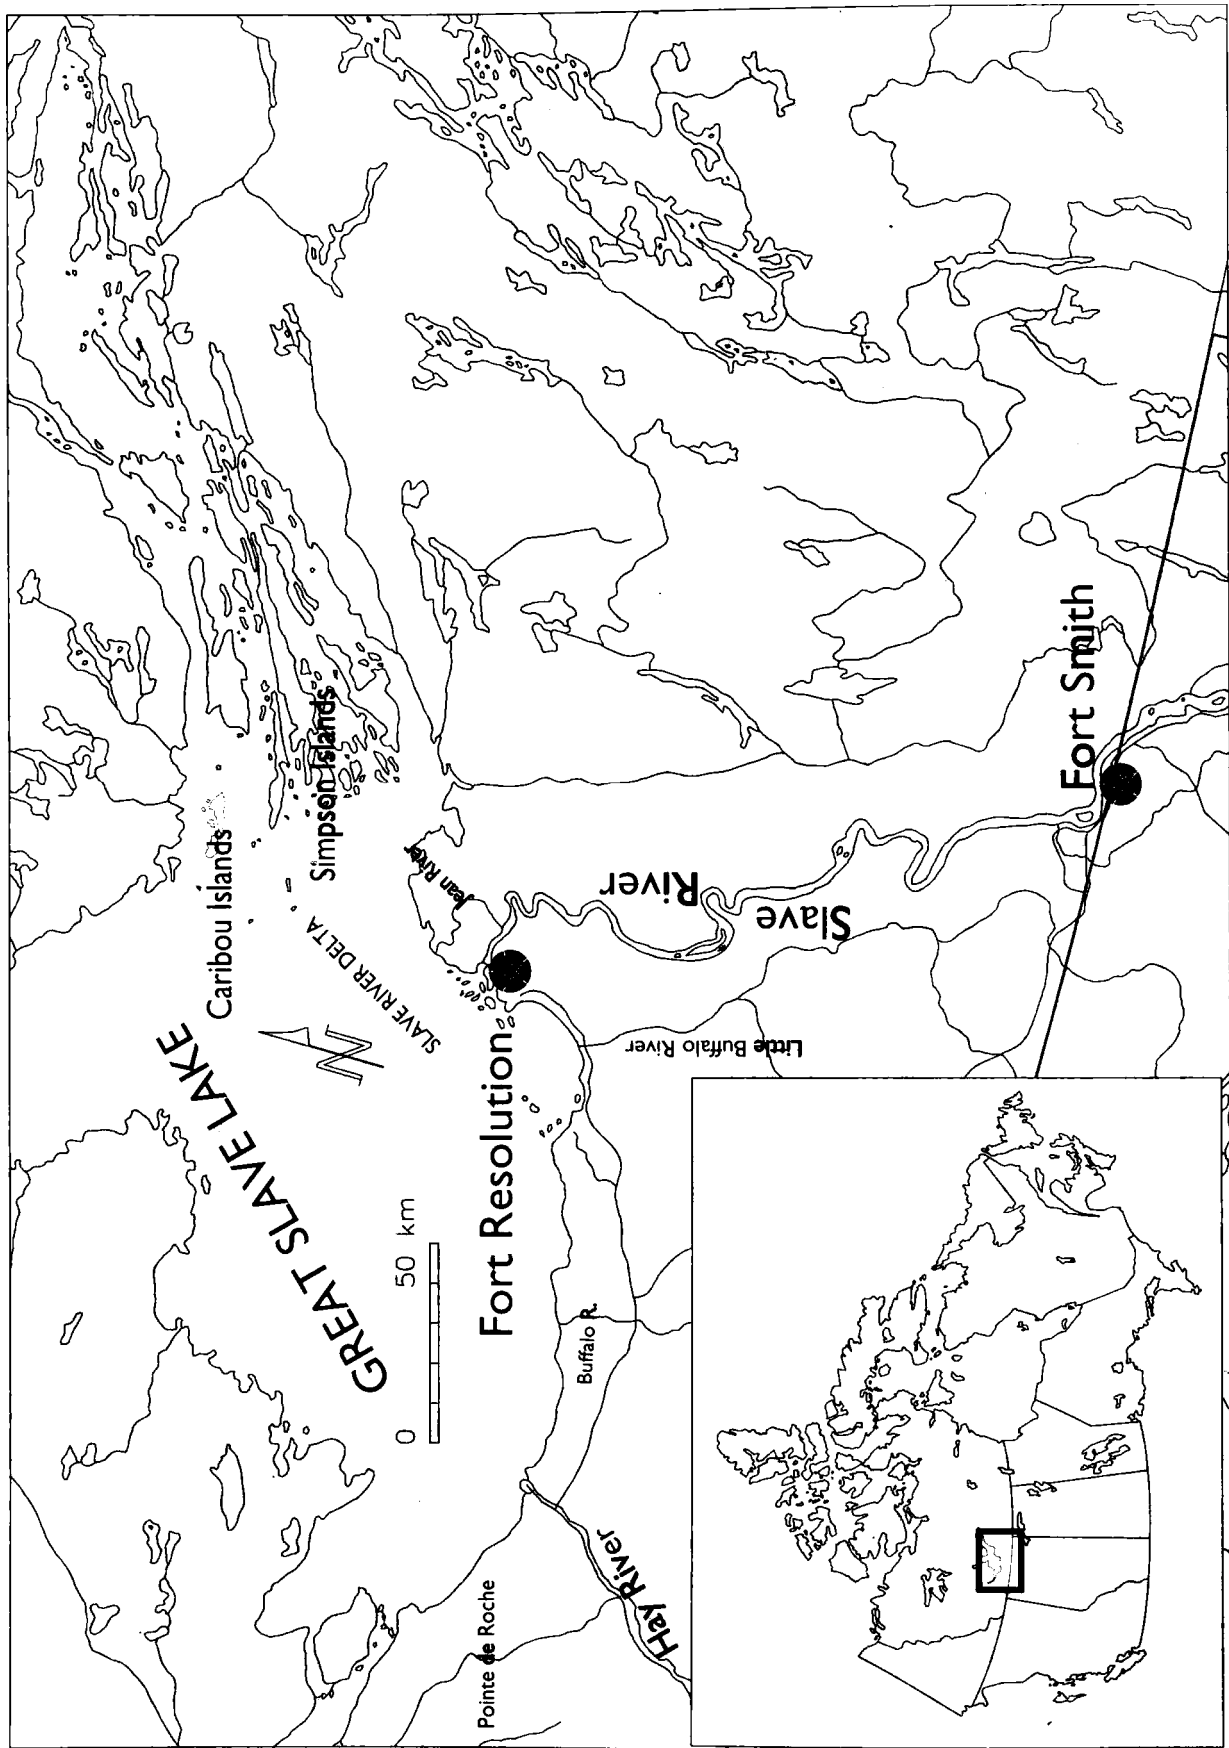 Caribou Islands
Simpson Islands
GREAT SLAVE LAKE
SLAVE RIVER DELTA
Jean River
N
0 50 km
Fort Resolution
Slave
River
Little Buffalo River
Fort Smith
Buffalo R.
Hay River
Pointe de Roche